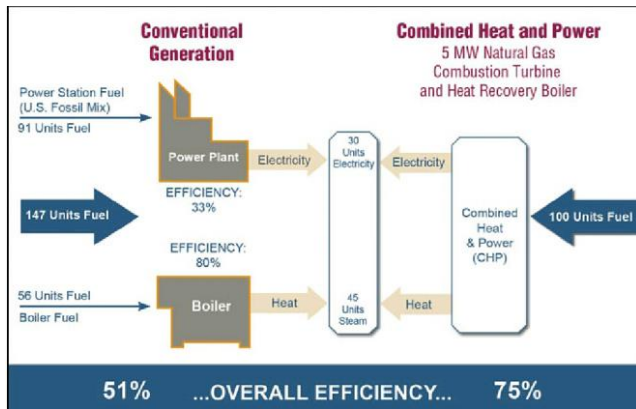 Conventional
Generation
Combined Heat and Power
5 MW Natural Gas
Combustion Turbine
and Heat Recovery Boiler
Power Station Fuel
(U.S. Fossil Mix)
91 Units Fuel
Power Plant
Electricity
30
Units
Electricity
Electricity
EFFICIENCY:
33%
147 Units Fuel
Combined
Heat
& Power
(CHP)
100 Units Fuel
EFFICIENCY:
80%
56 Units Fuel
Boiler Fuel
Boiler
Heat
45
Units
Steam
Heat
51% ...OVERALL EFFICIENCY... 75%